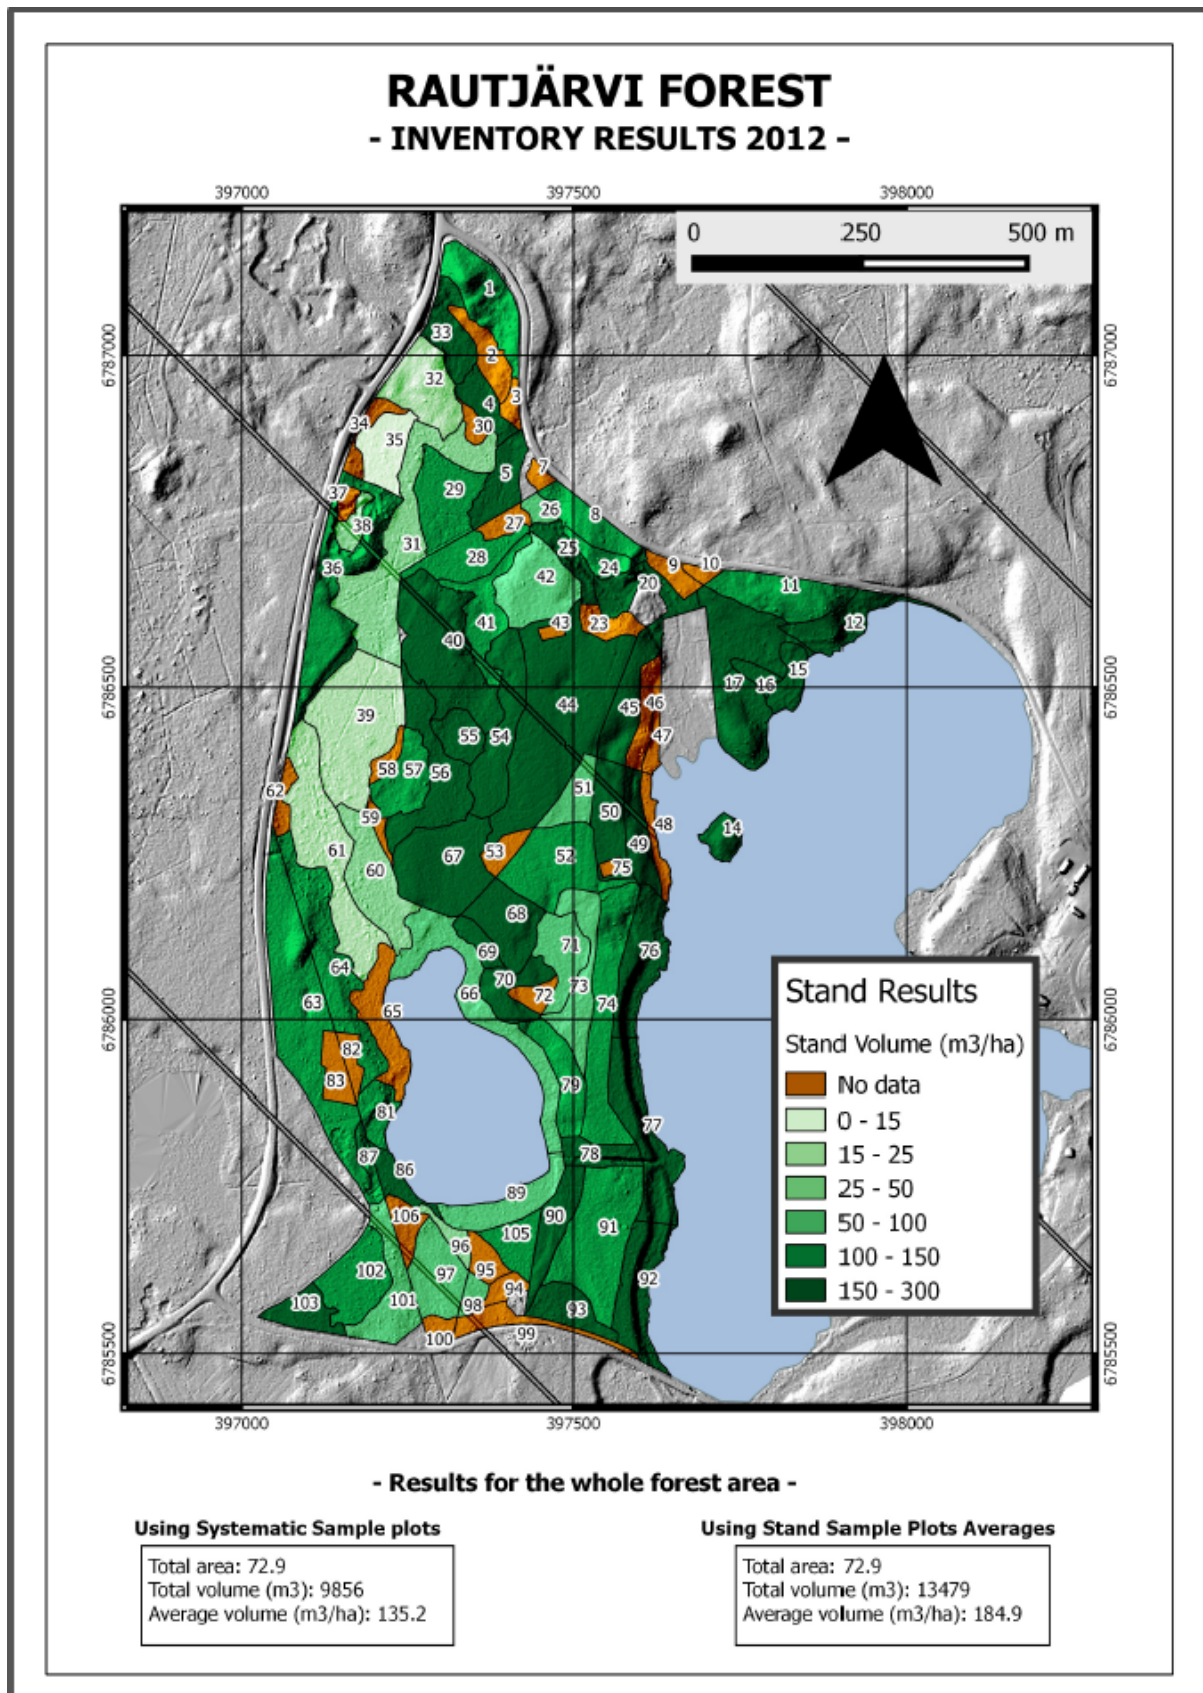 RAUTJÄRVI FOREST
- INVENTORY RESULTS 2012 -
397000 397500 398000
0 250 500 m
1
6787000 33 2 6787000
32 3
4
34 30
35
5 7
29
37 26 8
38 27
31 25
28 24 9 10
36 42 20 11
41 43 23 12
40
15
17 16
6786500 6786500
39 44 45 46
55 54 47
58 57 56
62 51
59 50 48 14
61 49
67 53 52 75
60
68
71 76
69
64 70
66 72 73
63 65 74
6786000 6786000
82
83 79
81 77
87 78
86
89
106 90
105 91
96
102 95
97 92
94
103 101 98 93
100 99
6785500 6785500
Stand Results
Stand Volume (m3/ha)
No data
0 - 15
15 - 25
25 - 50
50 - 100
100 - 150
150 - 300
397000 397500 398000
- Results for the whole forest area -
Using Systematic Sample plots
Total area: 72.9
Total volume (m3): 9856
Average volume (m3/ha): 135.2
Using Stand Sample Plots Averages
Total area: 72.9
Total volume (m3): 13479
Average volume (m3/ha): 184.9